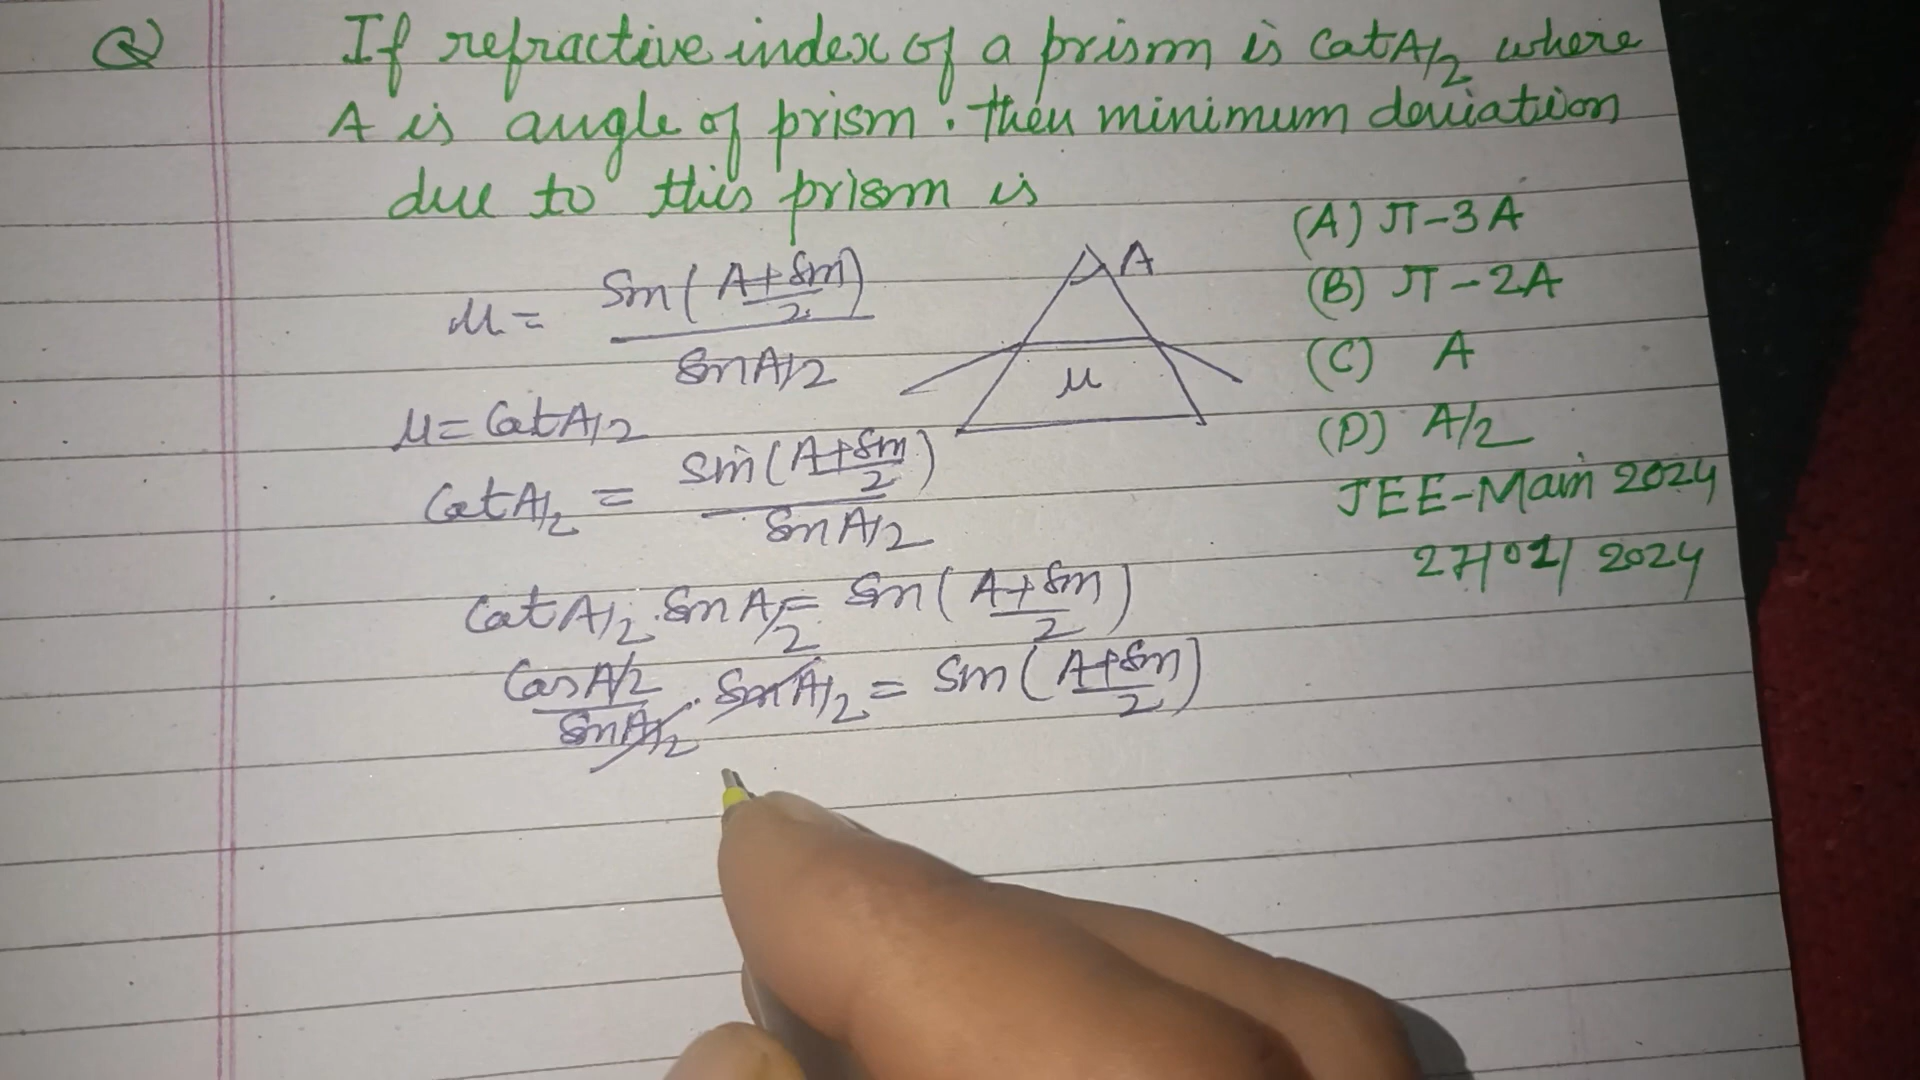 Q If refractive index of a prism is cot A/2 where
A is angle of prism. then minimum deviation
due to this prism is
(A) π-3A
(B) π-2A
(C) A
(D) A/2
JEE-Main 2024
27/01/2024
μ = sin(A+δm/2) / sin A/2
A
μ
μ = cot A/2
cot A/2 = sin(A+δm/2) / sin A/2
cot A/2 . sin A/2 = sin(A+δm/2)
cos A/2 / sin A/2 . sin A/2 = sin(A+δm/2)